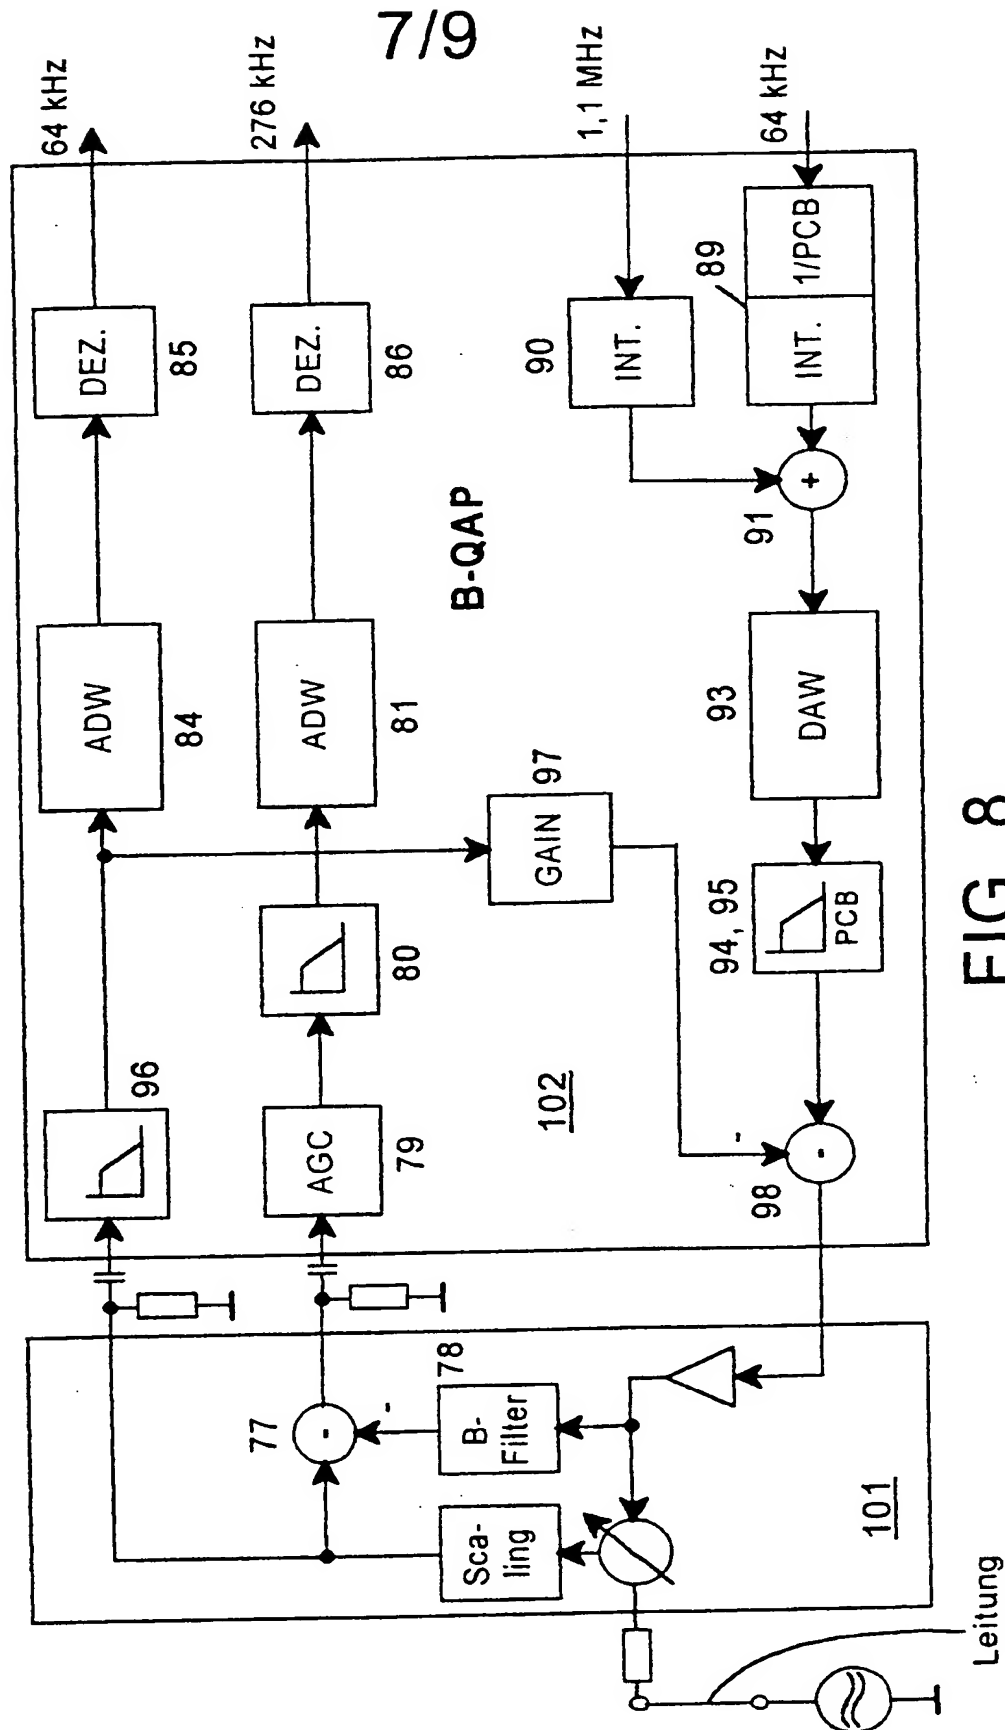 7/9
64 kHz
276 kHz
1,1 MHz
64 kHz
DEZ.
85
DEZ.
86
90
INT.
89
INT.
1/PCB
ADW
84
ADW
81
B-QAP
+
91
93
DAW
GAIN
97
80
94, 95
PCB
96
AGC
79
102
-
-
98
77
-
-
78
B-
Filter
Sca-
ling
101
Leitung
FIG 8